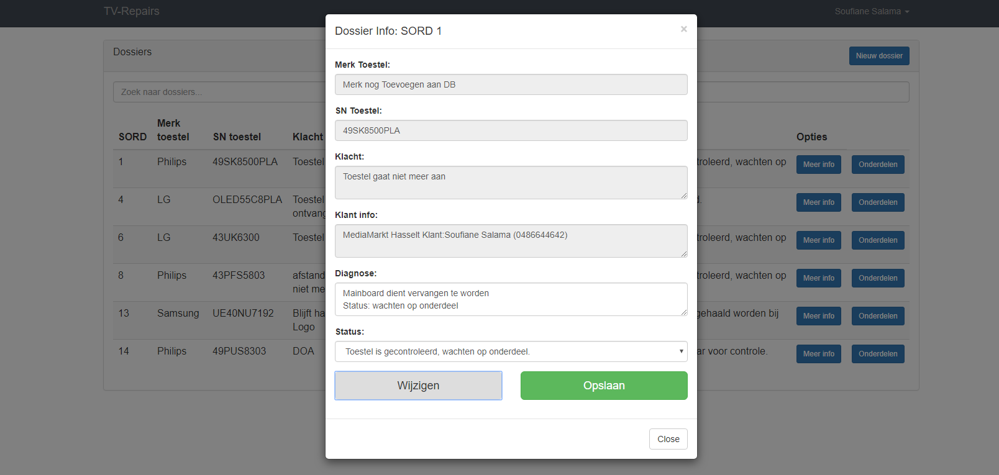 TV-Repairs
Soufiane Salama
Dossier Info: SORD 1
×
Dossiers
Nieuw dossier
Zoek naar dossiers...
Merk Toestel:
Merk nog Toevoegen aan DB
SN Toestel:
49SK8500PLA
Klacht:
Toestel gaat niet meer aan
Klant info:
MediaMarkt Hasselt Klant:Soufiane Salama (0486644642)
Diagnose:
Mainboard dient vervangen te worden
Status: wachten op onderdeel
Status:
Toestel is gecontroleerd, wachten op onderdeel.
Wijzigen
Opslaan
Close
SORD
Merk
toestel
SN toestel
Klacht
Opties
1 Philips 49SK8500PLA Toestel troleerd, wachten op Meer info Onderdelen
4 LG OLED55C8PLA Toestel d. Meer info Onderdelen
ontvang
6 LG 43UK6300 Toestel troleerd, wachten op Meer info Onderdelen
8 Philips 43PFS5803 afstand troleerd, wachten op Meer info Onderdelen
niet me
13 Samsung UE40NU7192 Blijft ha gehaald worden bij Meer info Onderdelen
Logo
14 Philips 49PUS8303 DOA ar voor controle. Meer info Onderdelen